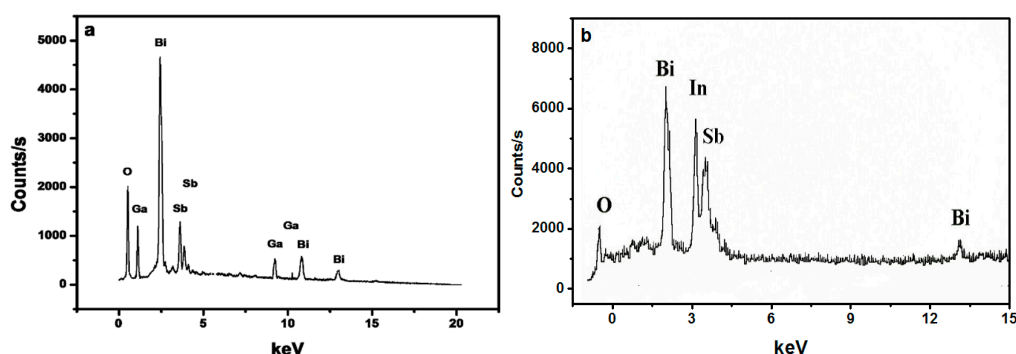 a
5000
4000
3000
2000
1000
0
Counts/s
Bi
O
Ga
Sb
Sb
Ga
Ga
Bi
Bi
0 5 10 15 20
keV
b
8000
6000
4000
2000
0
Counts/s
Bi
In
Sb
O
Bi
0 3 6 9 12 15
keV